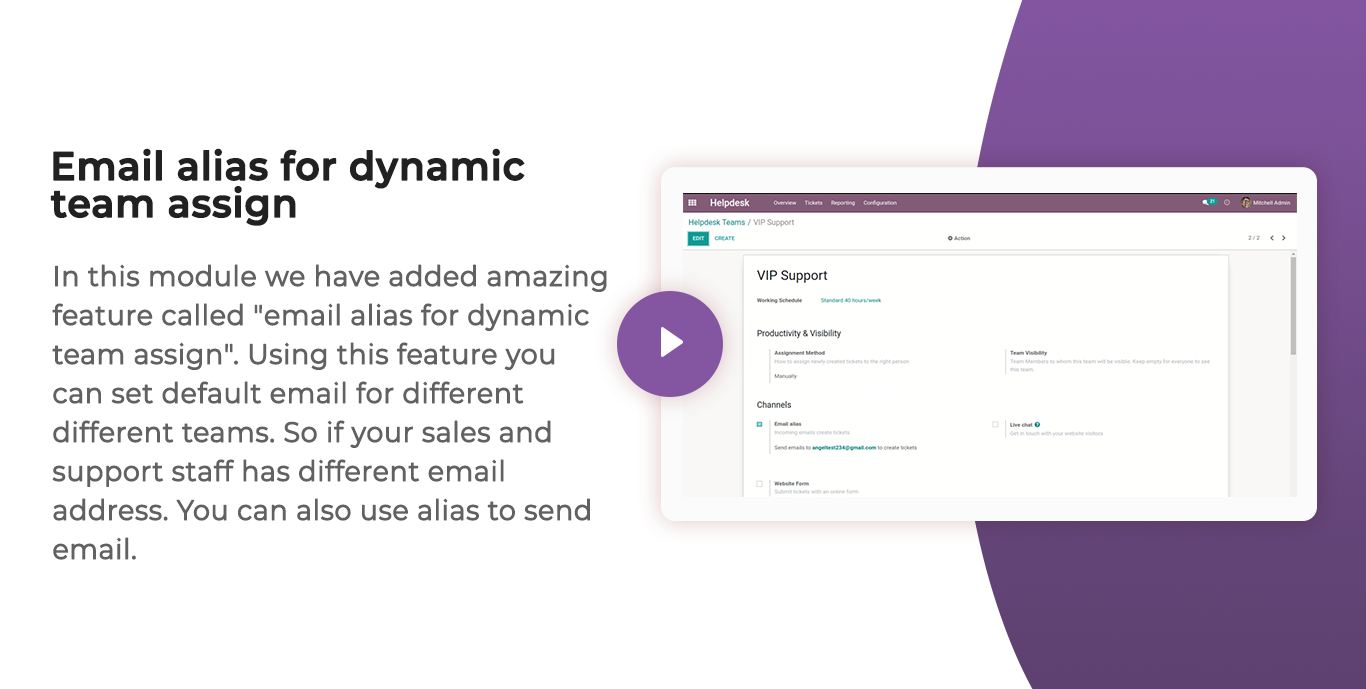 Email alias for dynamic
team assign
In this module we have added amazing
feature called "email alias for dynamic
team assign". Using this feature you
can set default email for different
different teams. So if your sales and
support staff has different email
address. You can also use alias to send
email.
Helpdesk Overview Tickets Reporting Configuration 21 Mitchell Admin
Helpdesk Teams / VIP Support
EDIT CREATE Action 2 / 2
VIP Support
Working Schedule Standard 40 hours/week
Productivity & Visibility
Assignment Method
How to assign newly created tickets to the right person
Manually
Team Visibility
Team Members to whom this team will be visible. Keep empty for everyone to see
this team.
Channels
Email alias
Incoming emails create tickets
Send emails to angeltest234@gmail.com to create tickets
Live chat ?
Get in touch with your website visitors
Website Form
Submit tickets with an online form